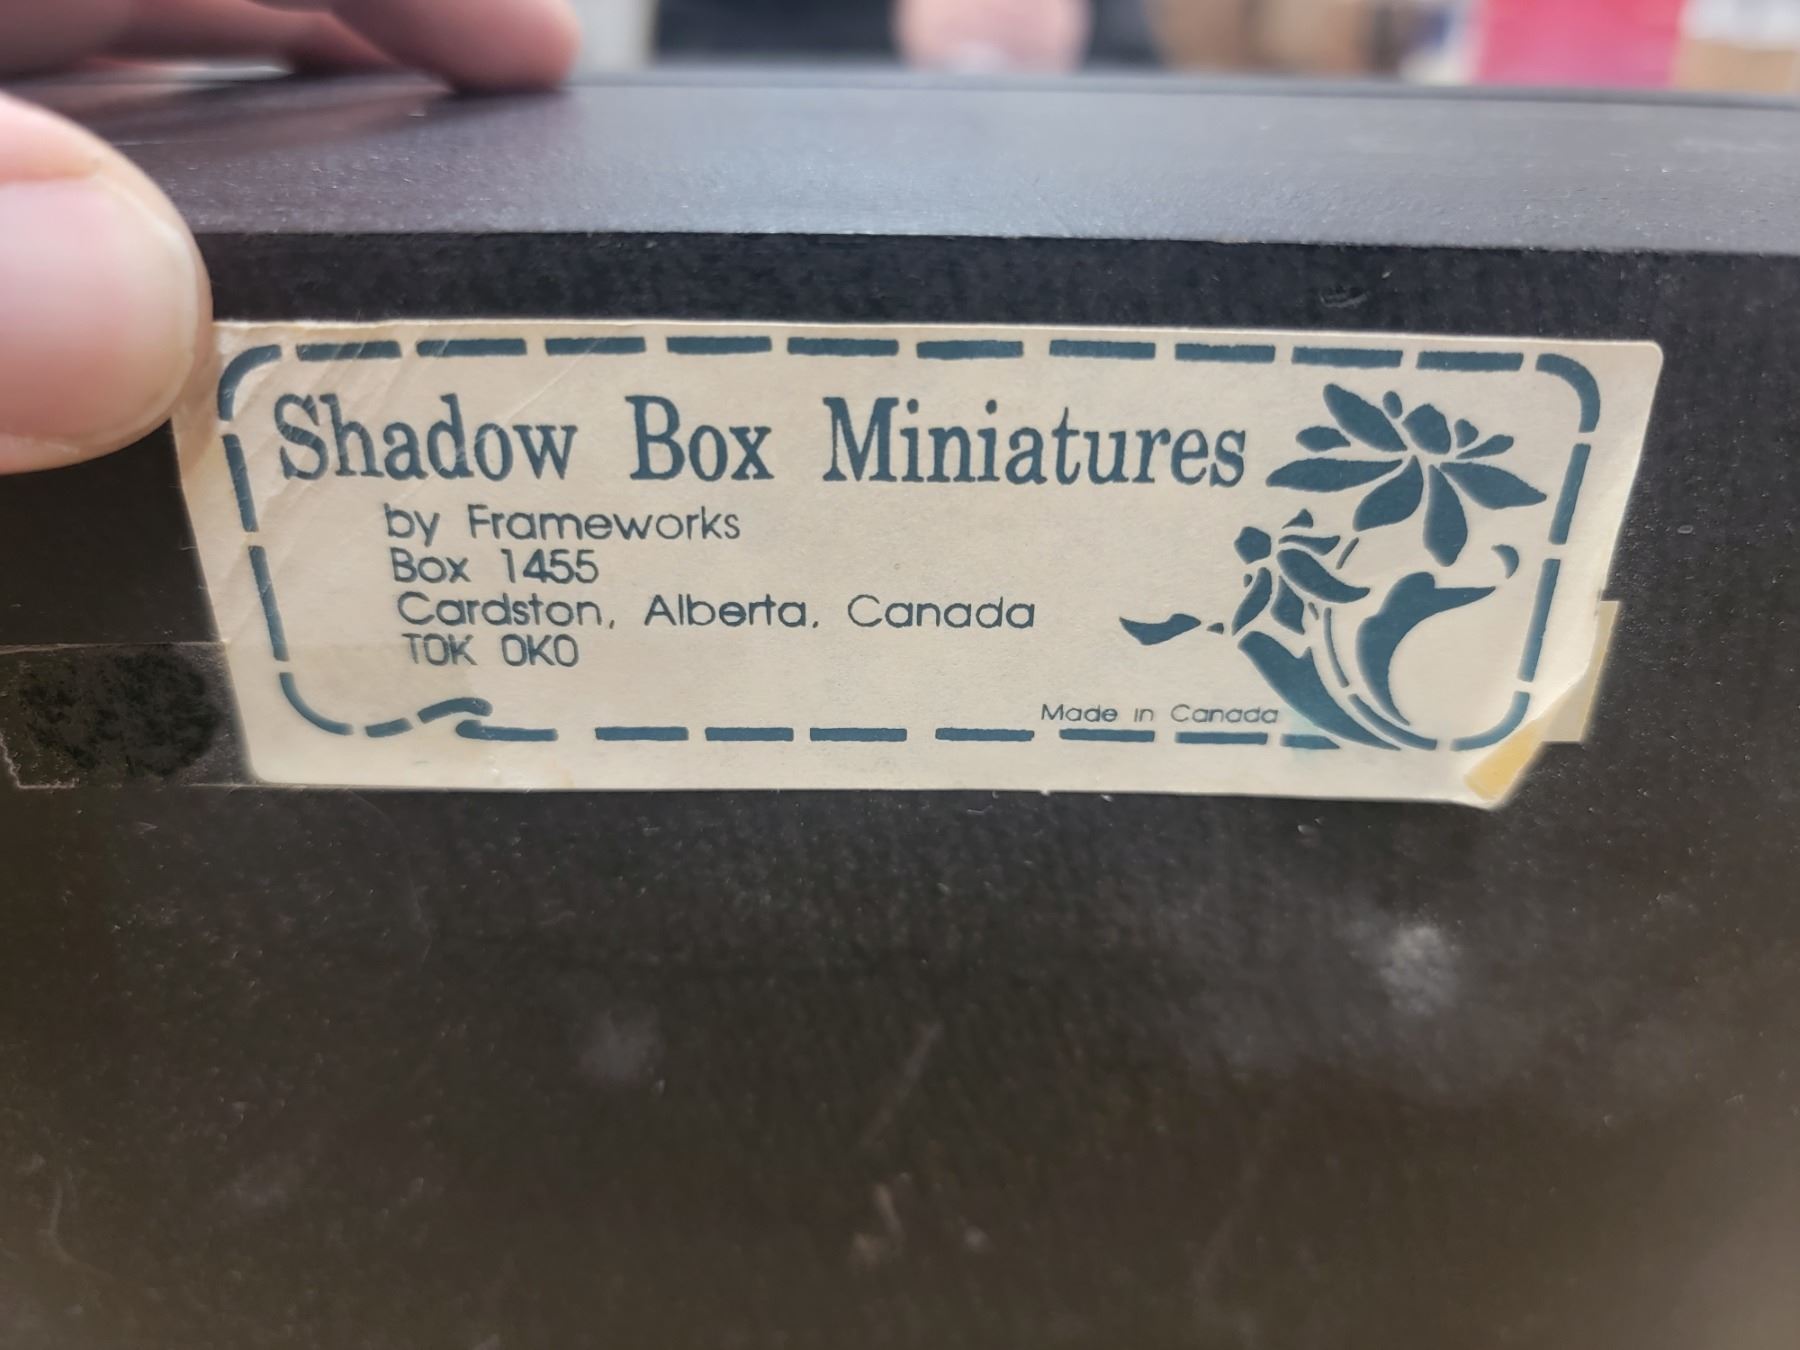 Shadow Box Miniatures
by Frameworks
Box 1455
Cardston, Alberta, Canada
T0K 0K0
Made in Canada